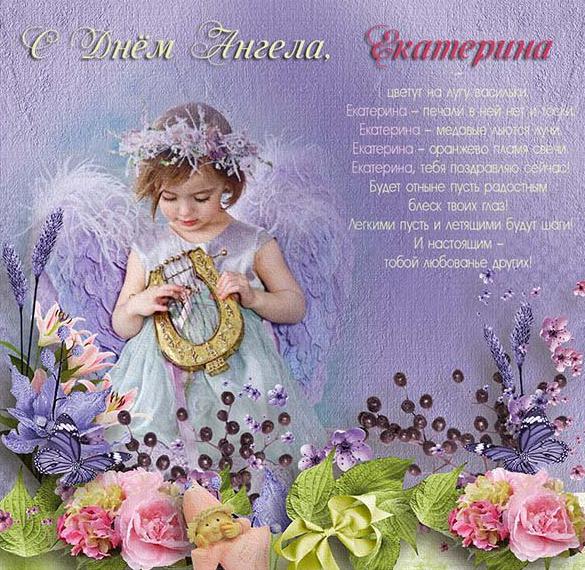 С Днём Ангела, Екатерина
цветут на лугу васильки,
Екатерина – печали в ней нет и тоски.
Екатерина – медовые льются лучи,
Екатерина – оранжево пламя свечи.
Екатерина, тебя поздравляю сейчас!
Будет отныне пусть радостным
блеск твоих глаз!
Легкими пусть и летящими будут шаги!
И настоящим –
тобой любованье других!